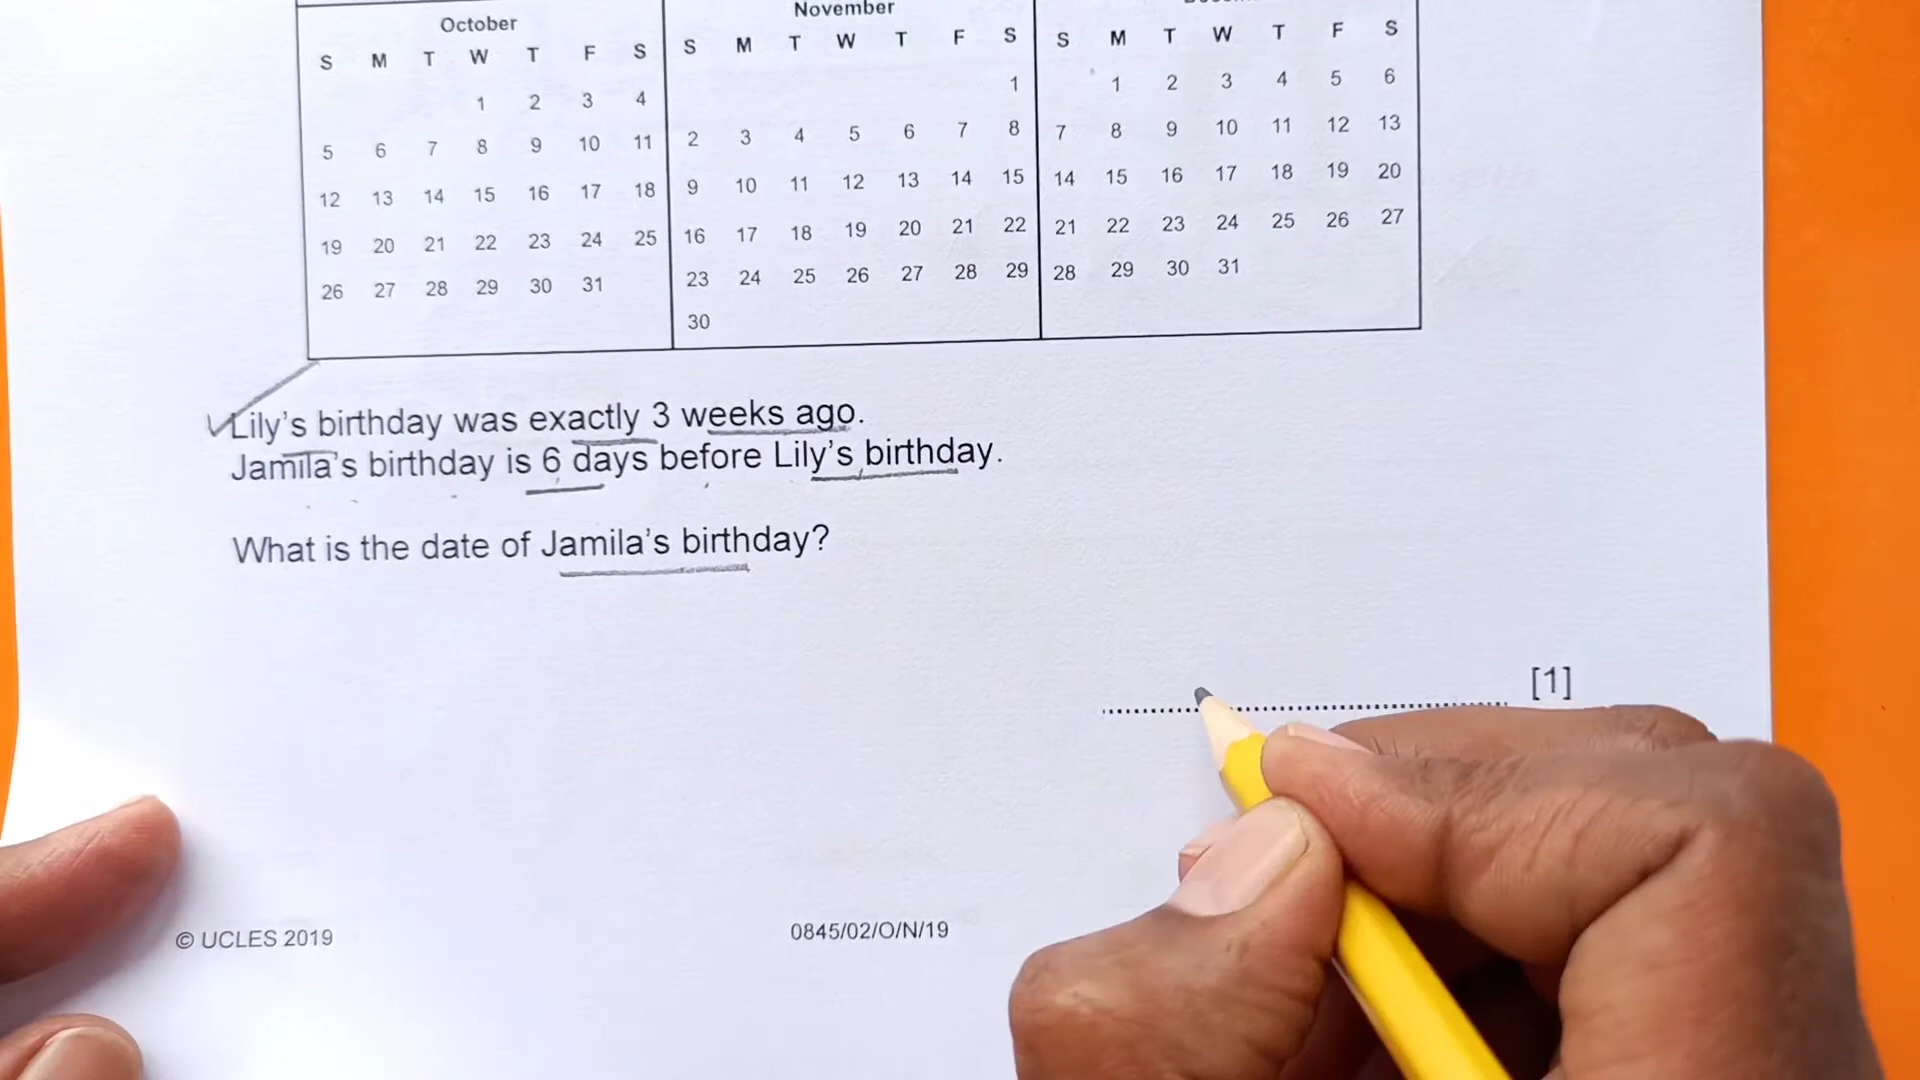 October
S M T W T F S
1 2 3 4
5 6 7 8 9 10 11
12 13 14 15 16 17 18
19 20 21 22 23 24 25
26 27 28 29 30 31
November
S M T W T F S
1
2 3 4 5 6 7 8
9 10 11 12 13 14 15
16 17 18 19 20 21 22
23 24 25 26 27 28 29
30
S M T W T F S
1 2 3 4 5 6
7 8 9 10 11 12 13
14 15 16 17 18 19 20
21 22 23 24 25 26 27
28 29 30 31
Lily's birthday was exactly 3 weeks ago.
Jamila's birthday is 6 days before Lily's birthday.
What is the date of Jamila's birthday?
[1]
© UCLES 2019
0845/02/O/N/19